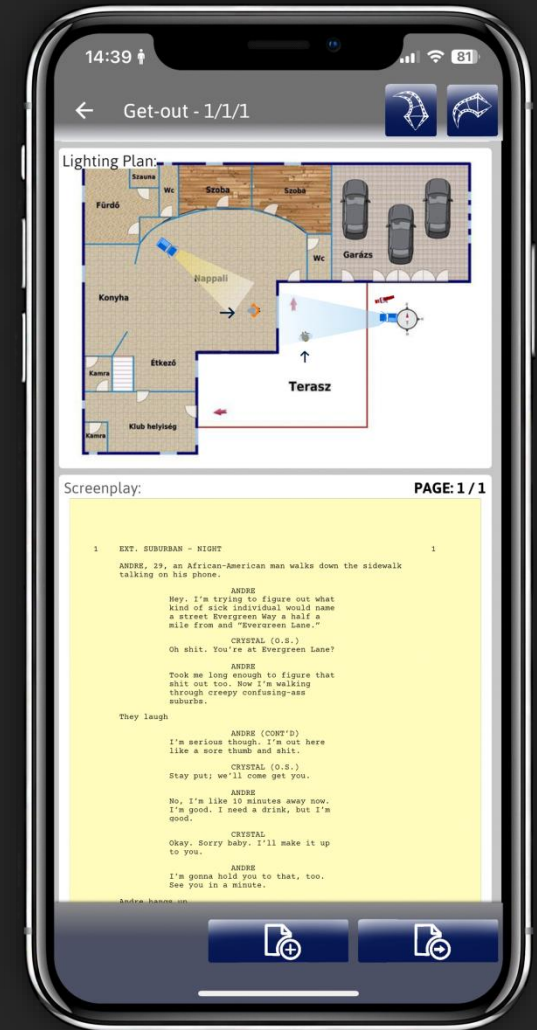 14:39
81
Get-out - 1/1/1
Lighting Plan:
Szauna
Wc
Szoba
Szoba
Fürdő
Wc
Garázs
Nappali
Konyha
Étkező
Terasz
Kamra
Klub helyiség
Kamra
Screenplay:
PAGE: 1 / 1
1 EXT. SUBURBAN - NIGHT 1
ANDRE, 29, an African-American man walks down the sidewalk
talking on his phone.
ANDRE
Hey. I'm trying to figure out what
kind of sick individual would name
a street Evergreen Way a half a
mile from and "Evergreen Lane."
CRYSTAL (O.S.)
Oh shit. You're at Evergreen Lane?
ANDRE
Took me long enough to figure that
shit out too. Now I'm walking
through creepy confusing-ass
suburbs.
They laugh
ANDRE (CONT'D)
I'm serious though. I'm out here
like a sore thumb and shit.
CRYSTAL (O.S.)
Stay put; we'll come get you.
ANDRE
No, I'm like 10 minutes away now.
I'm good. I need a drink, but I'm
good.
CRYSTAL
Okay. Sorry baby. I'll make it up
to you.
ANDRE
I'm gonna hold you to that, too.
See you in a minute.
Andre hangs up